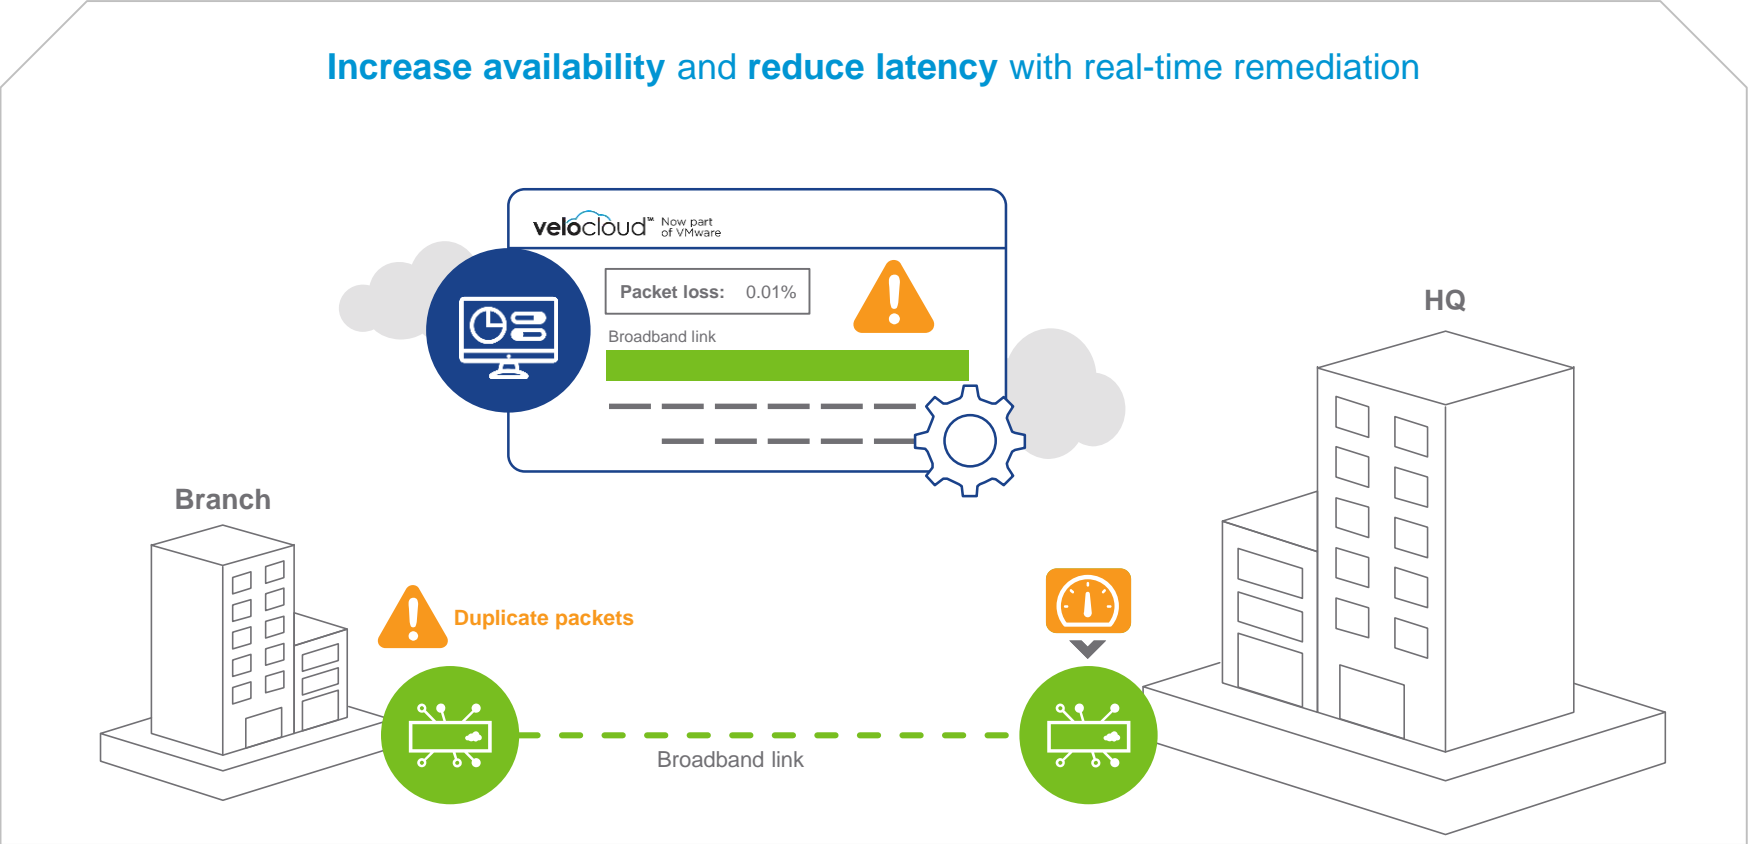 Increase availability and reduce latency with real-time remediation
velocloud™ Now part
of VMware
Packet loss: 0.01%
Broadband link
HQ
Branch
Duplicate packets
Broadband link